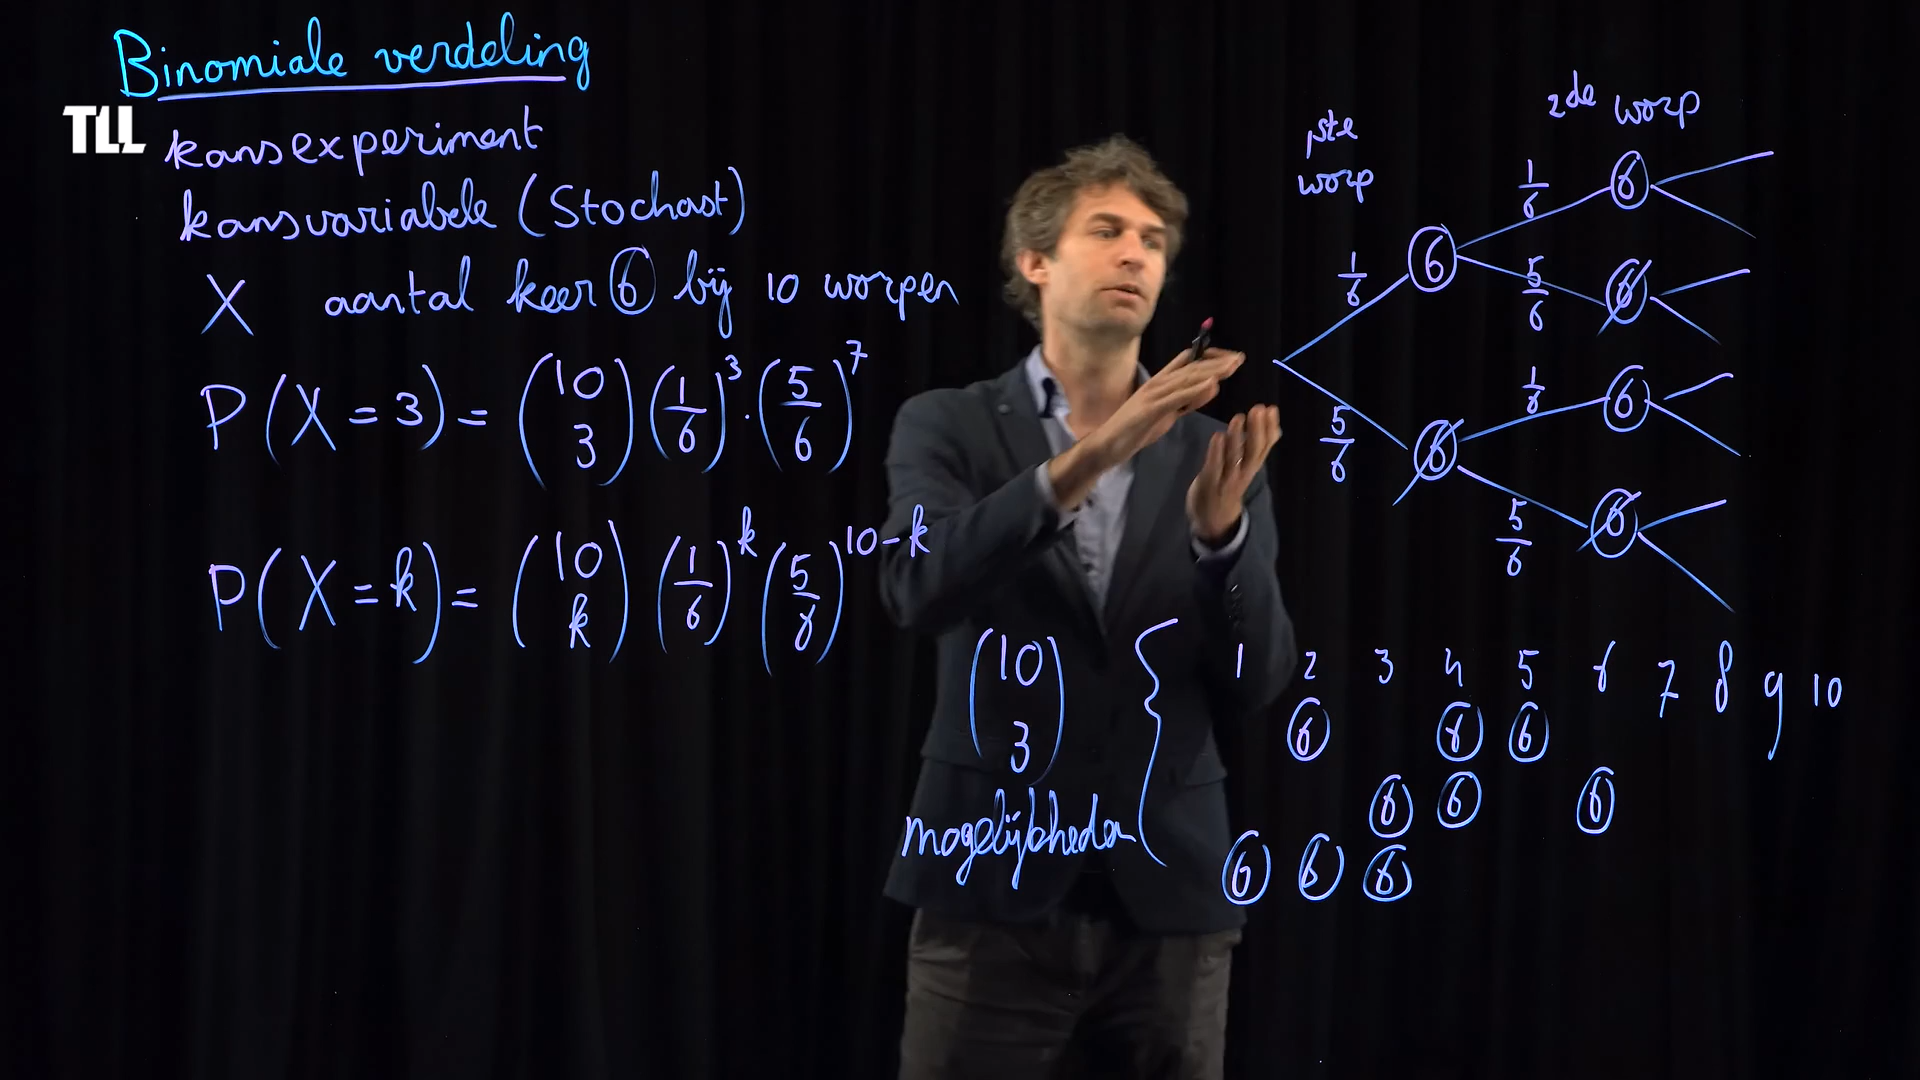 Binomiale verdeling
TLL
kansexperiment
kansvariabele (Stochast)
X aantal keer 6 bij 10 worpen
P(X = 3) = (10 3) (1/6)^3 · (5/6)^7
P(X = k) = (10 k) (1/6)^k (5/6)^10-k
1ste worp
2de worp
1/6 6
5/6 6
1/6 6
5/6 6
1/6 6
5/6 6
(10 3) mogelijkheden {
1 2 3 4 5 6 7 8 9 10
6 6 6
6 6 6
6 6 6